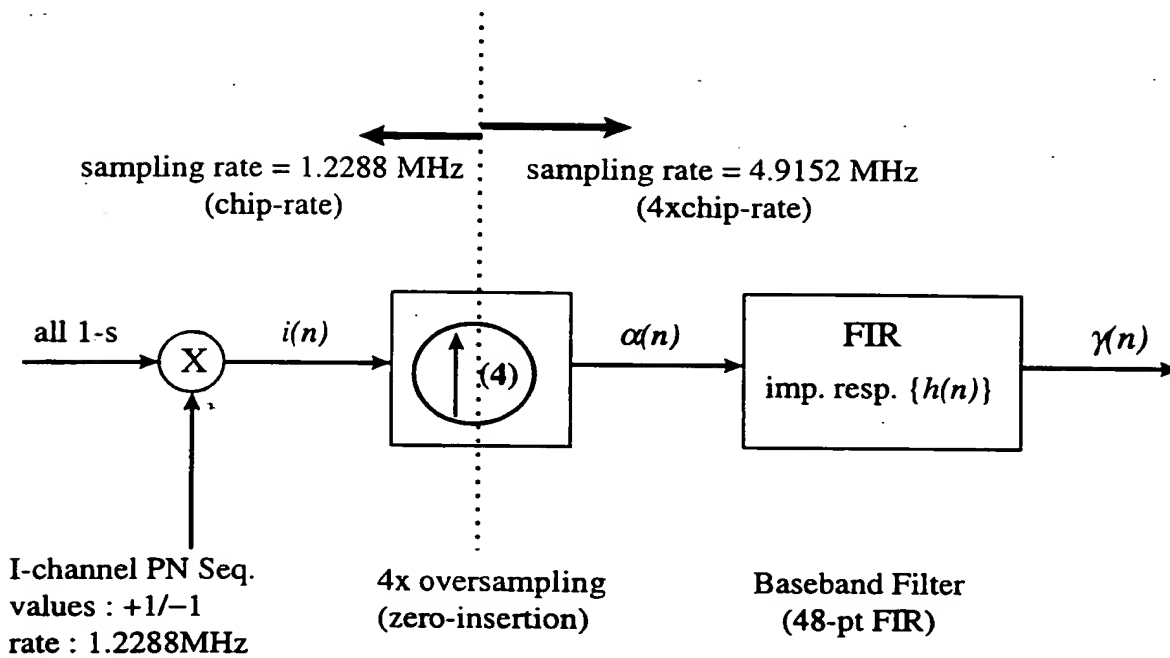 sampling rate = 1.2288 MHz
(chip-rate)
sampling rate = 4.9152 MHz
(4xchip-rate)
all 1-s
X
i(n)
(4)
α(n)
FIR
imp. resp. {h(n)}
γ(n)
I-channel PN Seq.
values : +1/−1
rate : 1.2288MHz
4x oversampling
(zero-insertion)
Baseband Filter
(48-pt FIR)